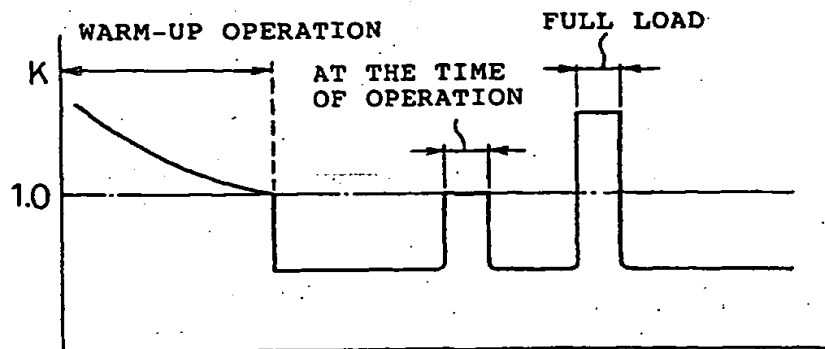 WARM-UP OPERATION
FULL LOAD
K
AT THE TIME
OF OPERATION
1.0